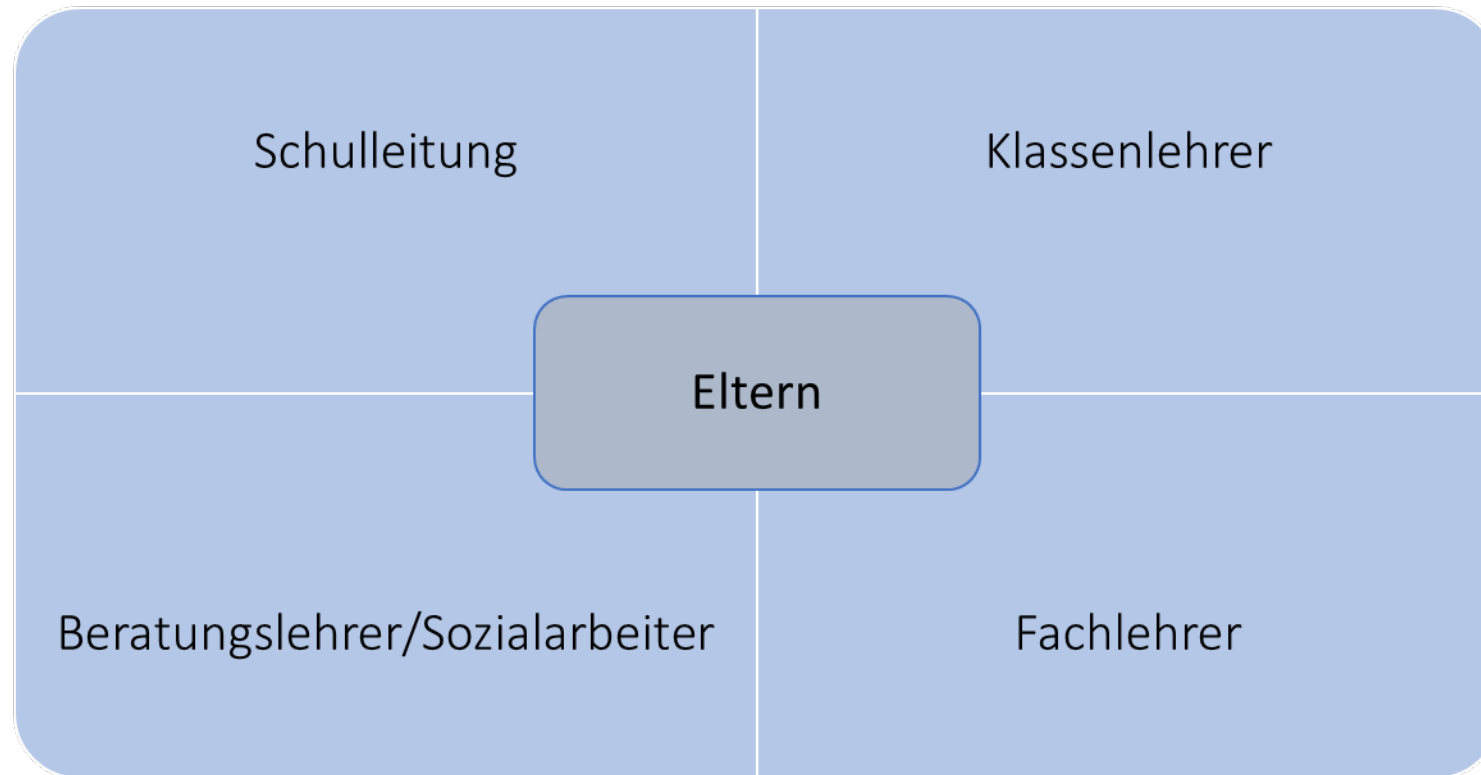 Schulleitung
Klassenlehrer
Eltern
Beratungslehrer/Sozialarbeiter
Fachlehrer